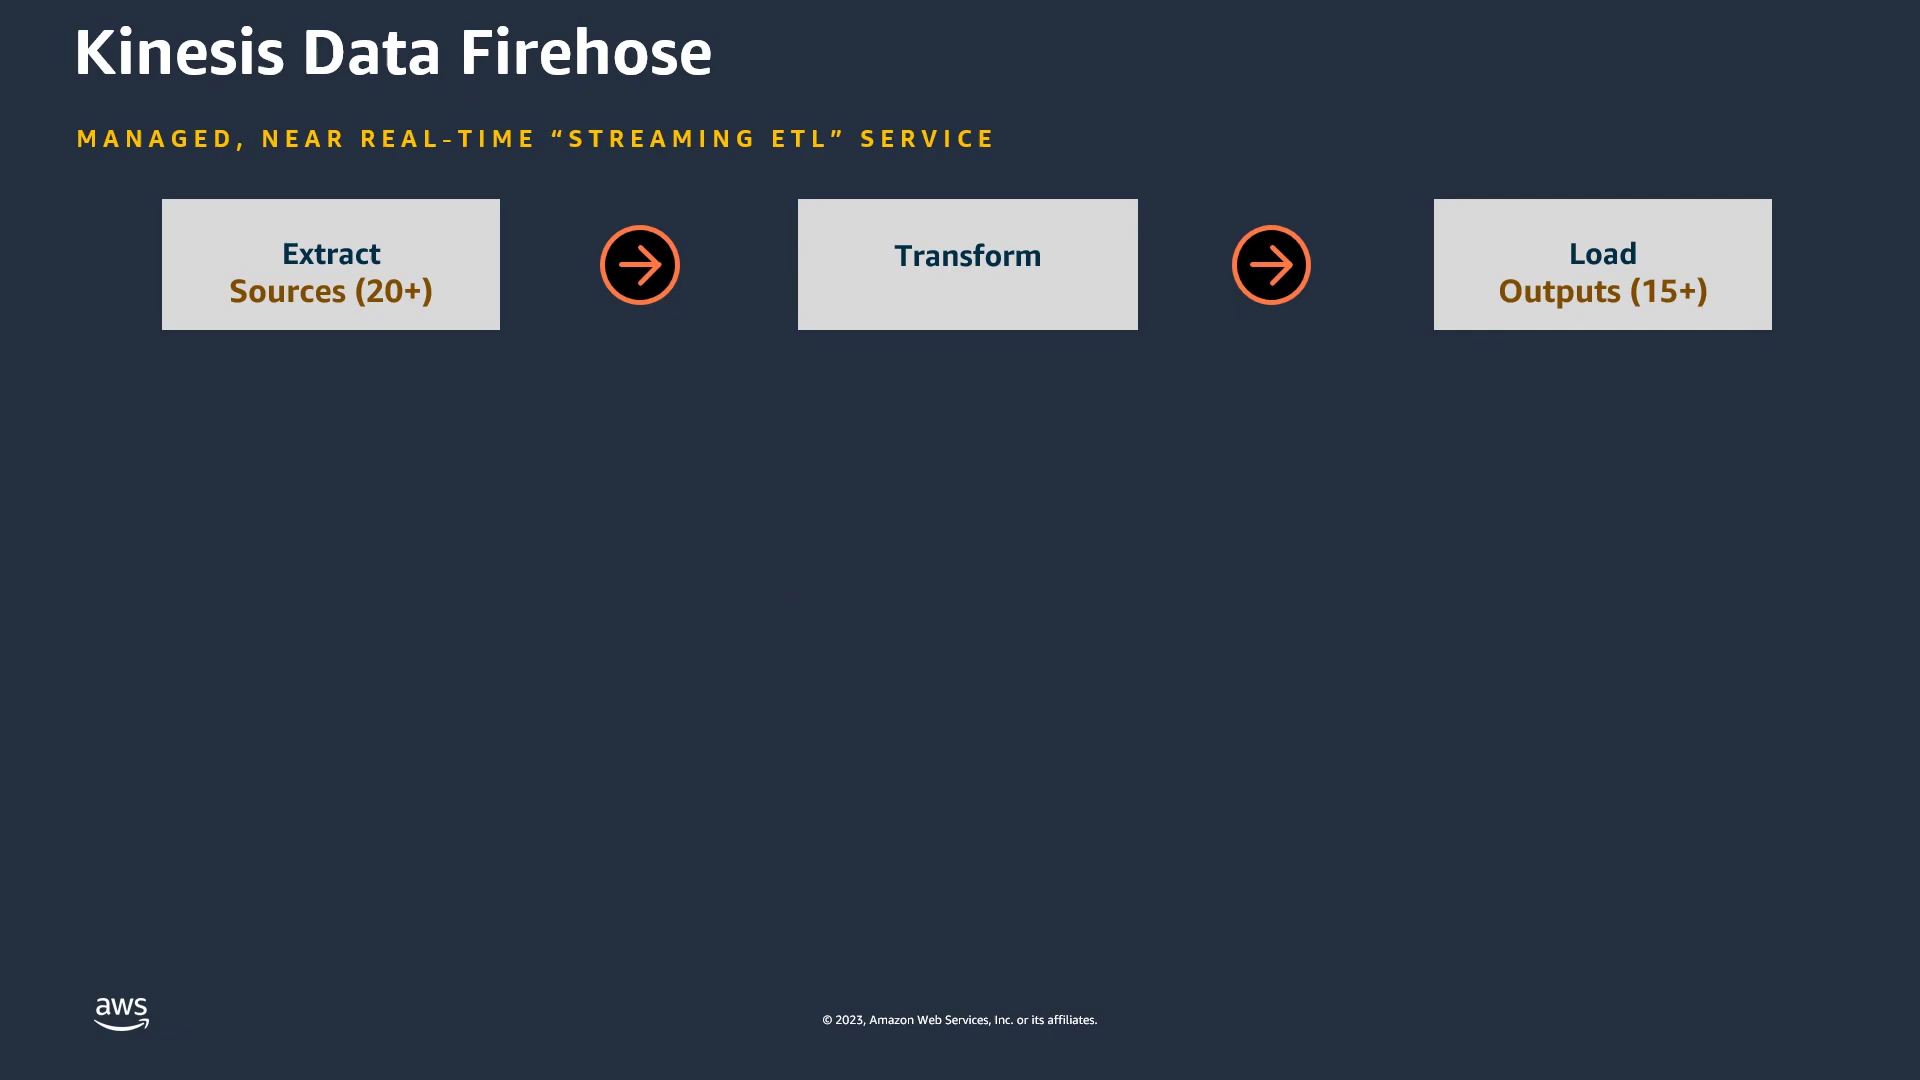 Kinesis Data Firehose
MANAGED, NEAR REAL-TIME “STREAMING ETL” SERVICE
Extract
Sources (20+)
Transform
Load
Outputs (15+)
aws
© 2023, Amazon Web Services, Inc. or its affiliates.